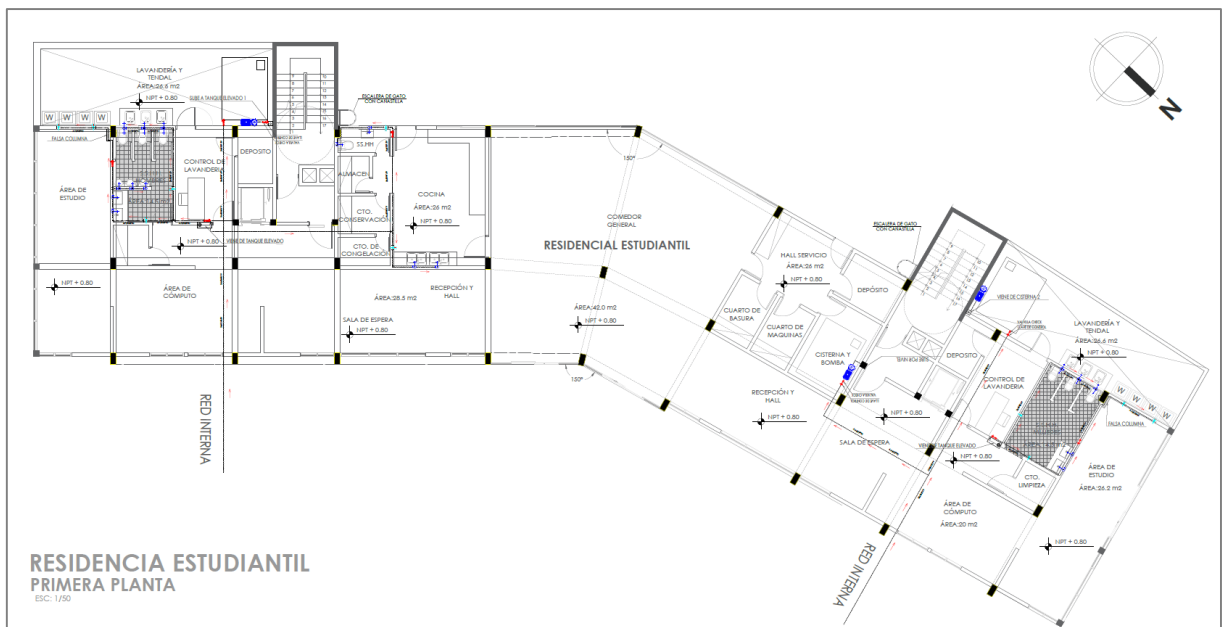 LAVANDERÍA Y
TENDAL
ÁREA:26.6 m2
NPT + 0.80
SUBE A TANQUE ELEVADO 1
ESCALERA DE GATO
CON CANASTILLA
W W W W
FALSA COLUMNA
CONTROL DE
LAVANDERIA
DEPOSITO
SS.HH
ALMACEN
ÁREA DE
ESTUDIO
COCINA
ÁREA:26 m2
NPT + 0.80
CTO.
CONSERVACIÓN
CTO. DE
CONGELACIÓN
NPT + 0.80
VIENE DE TANQUE ELEVADO
NPT + 0.80
ÁREA DE
CÓMPUTO
ÁREA:28.5 m2
RECEPCIÓN Y
HALL
SALA DE ESPERA
NPT + 0.80
150°
COMEDOR
GENERAL
RESIDENCIAL ESTUDIANTIL
ÁREA:42.0 m2
NPT + 0.80
150°
RED INTERNA
N
ESCALERA DE GATO
CON CANASTILLA
HALL SERVICIO
ÁREA:26 m2
NPT + 0.80
DEPÓSITO
CUARTO DE
BASURA
CUARTO DE
MAQUINAS
CISTERNA Y
BOMBA
VIENE DE CISTERNA 2
LAVANDERÍA Y
TENDAL
ÁREA:26.6 m2
NPT + 0.80
DEPOSITO
CONTROL DE
LAVANDERIA
W W W W
FALSA COLUMNA
RECEPCIÓN Y
HALL
NPT + 0.80
NPT + 0.80
SALA DE ESPERA
VIENE DE TANQUE ELEVADO
NPT + 0.80
CTO.
LIMPIEZA
ÁREA DE
ESTUDIO
ÁREA:26.2 m2
ÁREA DE
CÓMPUTO
ÁREA:20 m2
NPT + 0.80
RED INTERNA
RESIDENCIA ESTUDIANTIL
PRIMERA PLANTA
ESC: 1/50